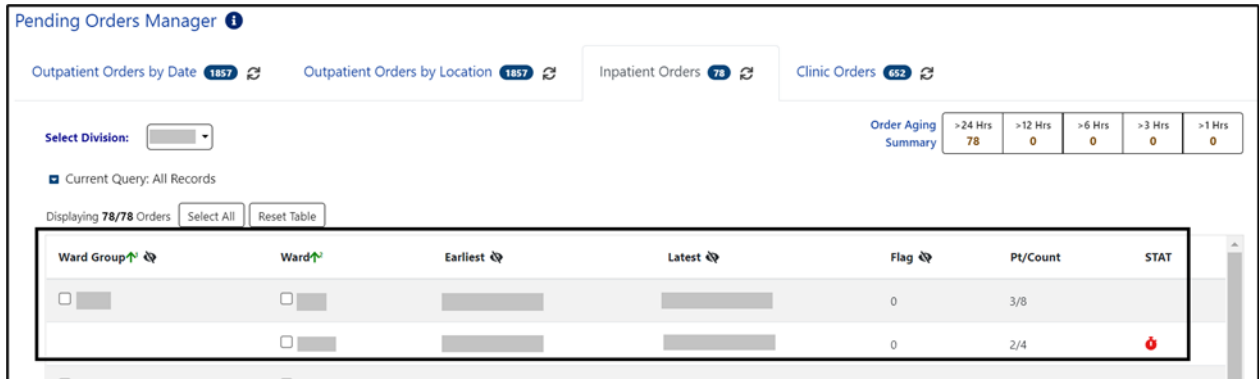 Pending Orders Manager i
Outpatient Orders by Date 1857 Outpatient Orders by Location 1857 Inpatient Orders 78 Clinic Orders 652
Select Division:
Order Aging Summary
>24 Hrs >12 Hrs >6 Hrs >3 Hrs >1 Hrs
78 0 0 0 0
Current Query: All Records
Displaying 78/78 Orders Select All Reset Table
Ward Group 1 Ward 2 Earliest Latest Flag Pt/Count STAT
0 3/8
0 2/4